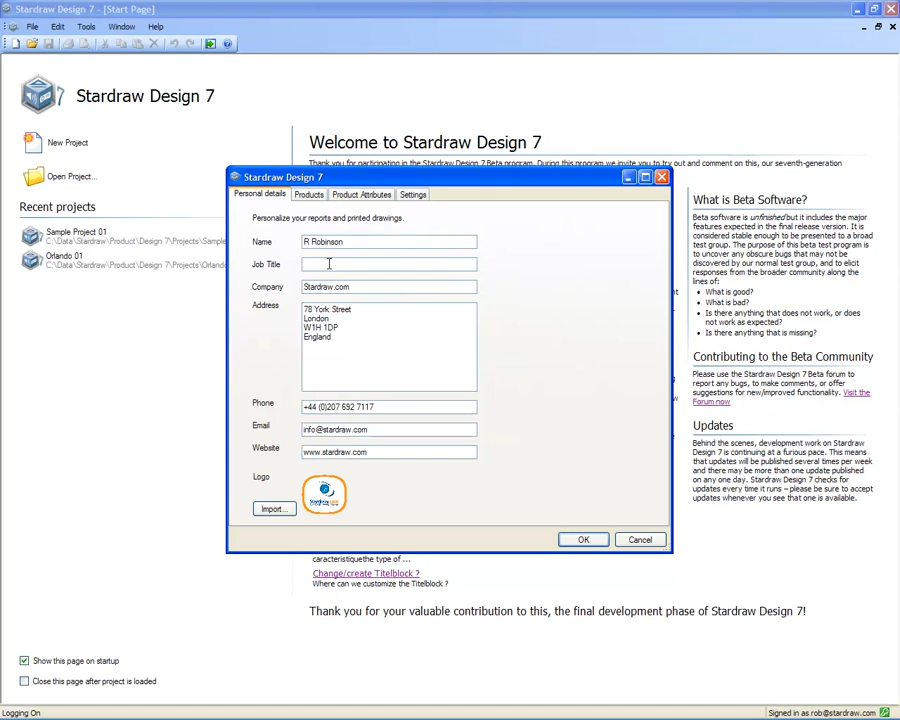 Stardraw Design 7 - [Start Page]
File Edit Tools Window Help
7 Stardraw Design 7
New Project
Open Project...
Recent projects
Sample Project 01
C:\Data\Stardraw\Product\Design 7\Projects\Sample
Orlando 01
C:\Data\Stardraw\Product\Design 7\Projects\Orlando
Welcome to Stardraw Design 7
Thank you for participating in the Stardraw Design 7 Beta program. During this program we invite you to try out and comment on this, our seventh-generation
Stardraw Design 7
Personal details Products Product Attributes Settings
Personalize your reports and printed drawings.
Name R Robinson
Job Title
Company Stardraw.com
Address 78 York Street
London
W1H 1DP
England
Phone +44 (0)207 692 7117
Email info@stardraw.com
Website www.stardraw.com
Logo
Import...
OK Cancel
What is Beta Software?
Beta software is unfinished but it includes the major
features expected in the final release version. It is
considered stable enough to be presented to a broad
test group. The purpose of this beta test program is
to uncover any obscure bugs that may not be
discovered by our normal test group, and to elicit
responses from the broader community along the
lines of:
• What is good?
• What is bad?
• Is there anything that does not work, or does
not work as expected?
• Is there anything that is missing?
Contributing to the Beta Community
Please use the Stardraw Design 7 Beta forum to
report any bugs, to make comments, or offer
suggestions for new/improved functionality. Visit the
Forum now
Updates
Behind the scenes, development work on Stardraw
Design 7 is continuing at a furious pace. This means
that updates will be published several times per week
and there may be more than one update published
on any one day. Stardraw Design 7 checks for
updates every time it runs – please be sure to accept
updates whenever you see that one is available.
caracteristiquethe type of ...
Change/create Titelblock ?
Where can we customize the Titelblock ?
Thank you for your valuable contribution to this, the final development phase of Stardraw Design 7!
Show this page on startup
Close this page after project is loaded
Logging On
Signed in as rob@stardraw.com